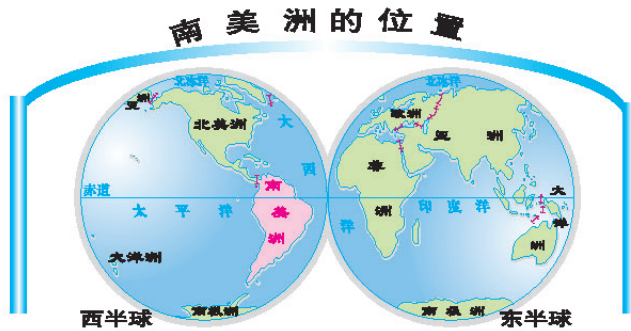 南美洲的位置
北冰洋
北冰洋
亚洲
北美洲
大西洋
欧洲
亚洲
非洲
南美洲
赤道
太平洋
印度洋
大洋洲
大洋洲
南极洲
南极洲
西半球
东半球